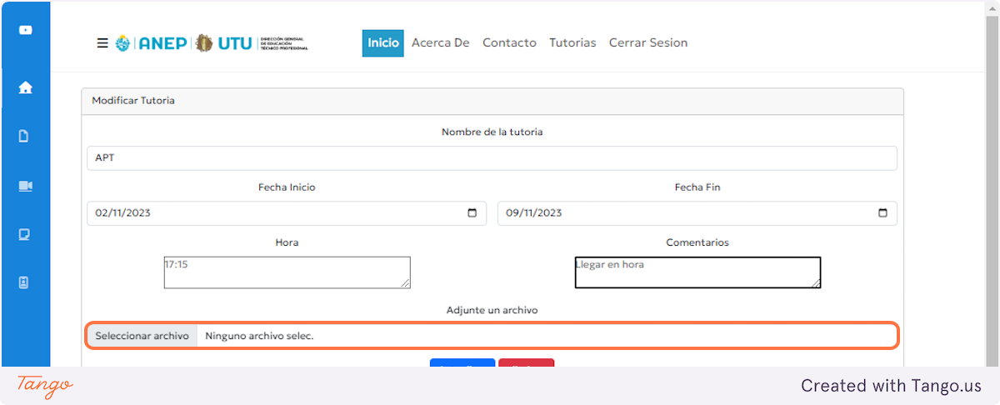 ANEP UTU DIRECCIÓN GENERAL
DE EDUCACIÓN
TÉCNICO PROFESIONAL
Inicio Acerca De Contacto Tutorias Cerrar Sesion
Modificar Tutoria
Nombre de la tutoria
APT
Fecha Inicio Fecha Fin
02/11/2023 09/11/2023
Hora Comentarios
17:15 Llegar en hora
Adjunte un archivo
Seleccionar archivo Ninguno archivo selec.
Tango Created with Tango.us